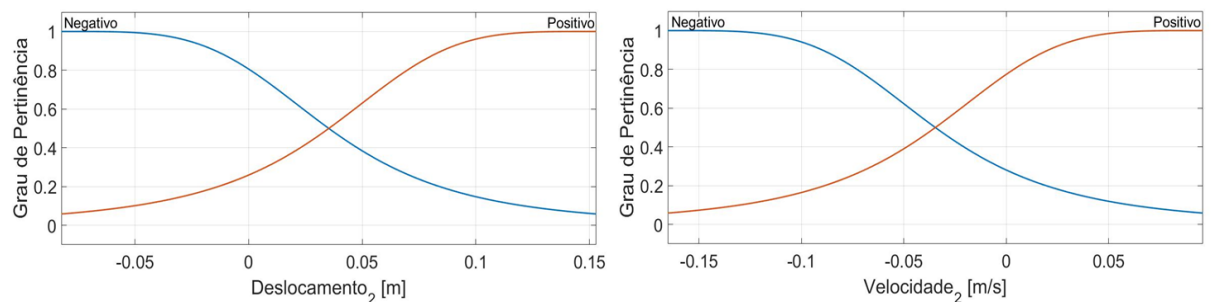 Negativo
Positivo
1
0.8
0.6
0.4
0.2
0
Grau de Pertinência
-0.05
0
0.05
0.1
0.15
Deslocamento2 [m]
Negativo
Positivo
1
0.8
0.6
0.4
0.2
0
Grau de Pertinência
-0.15
-0.1
-0.05
0
0.05
Velocidade2 [m/s]